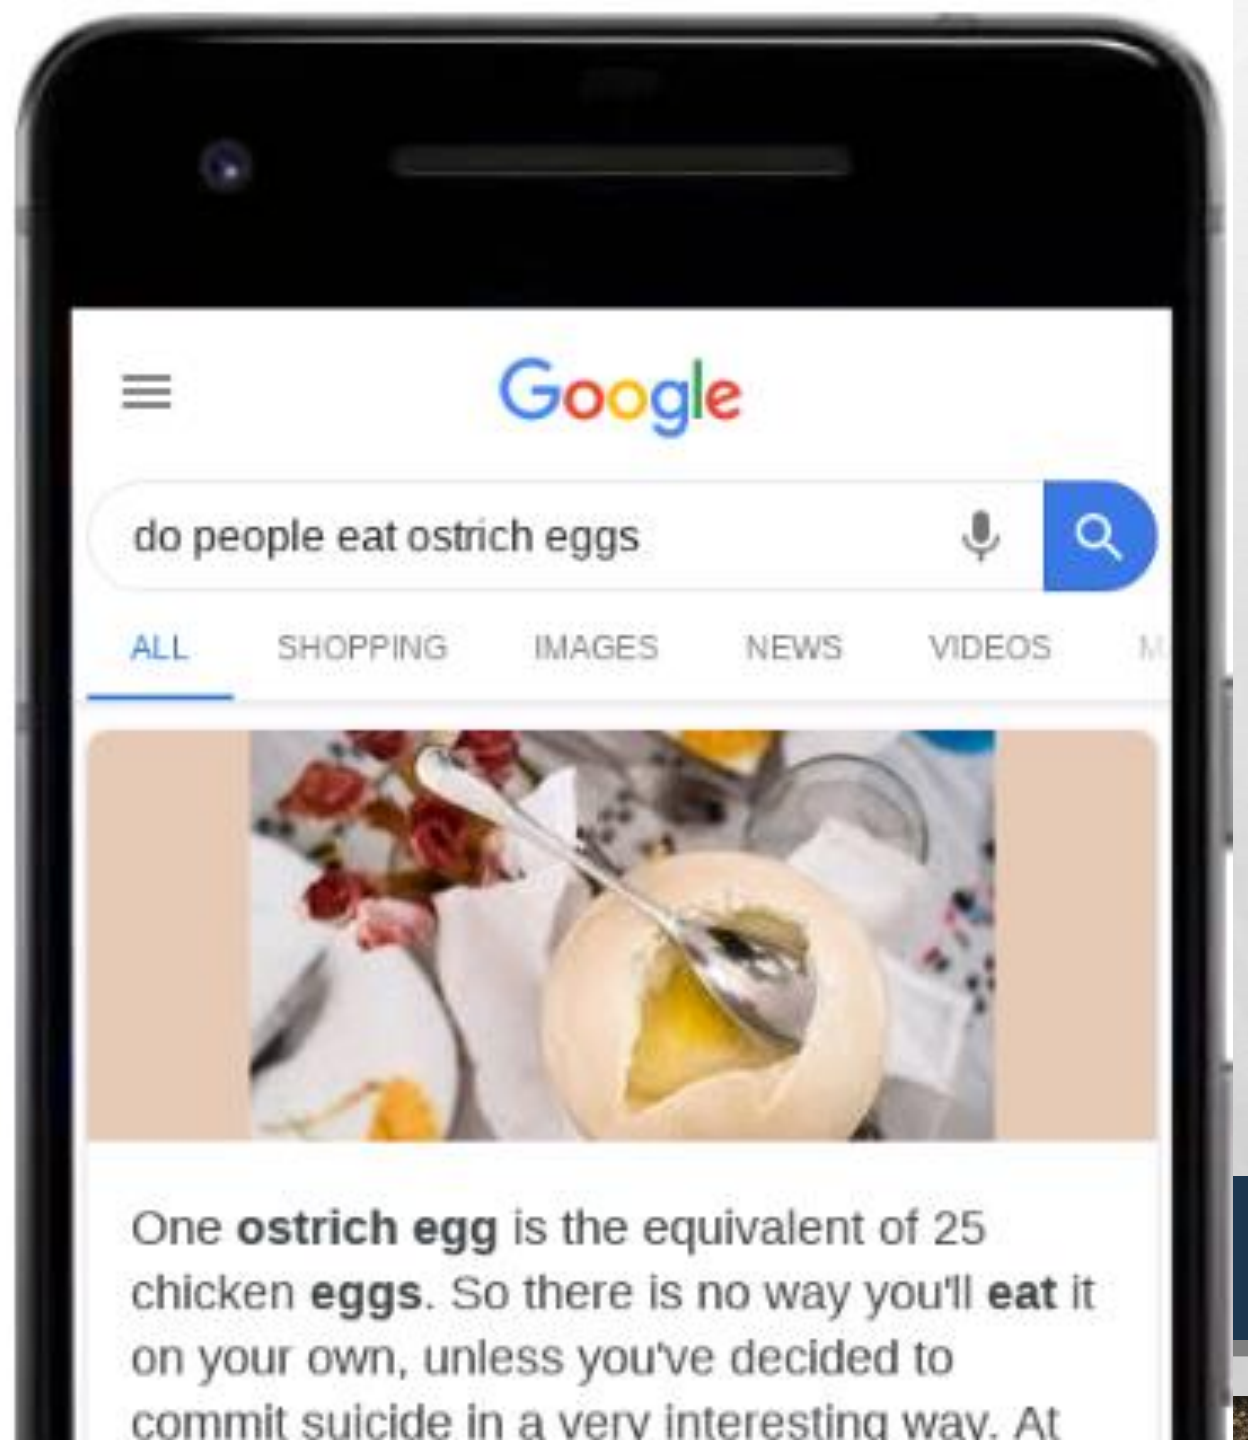 Google
do people eat ostrich eggs
ALL SHOPPING IMAGES NEWS VIDEOS M
One ostrich egg is the equivalent of 25
chicken eggs. So there is no way you'll eat it
on your own, unless you've decided to
commit suicide in a very interesting way. At